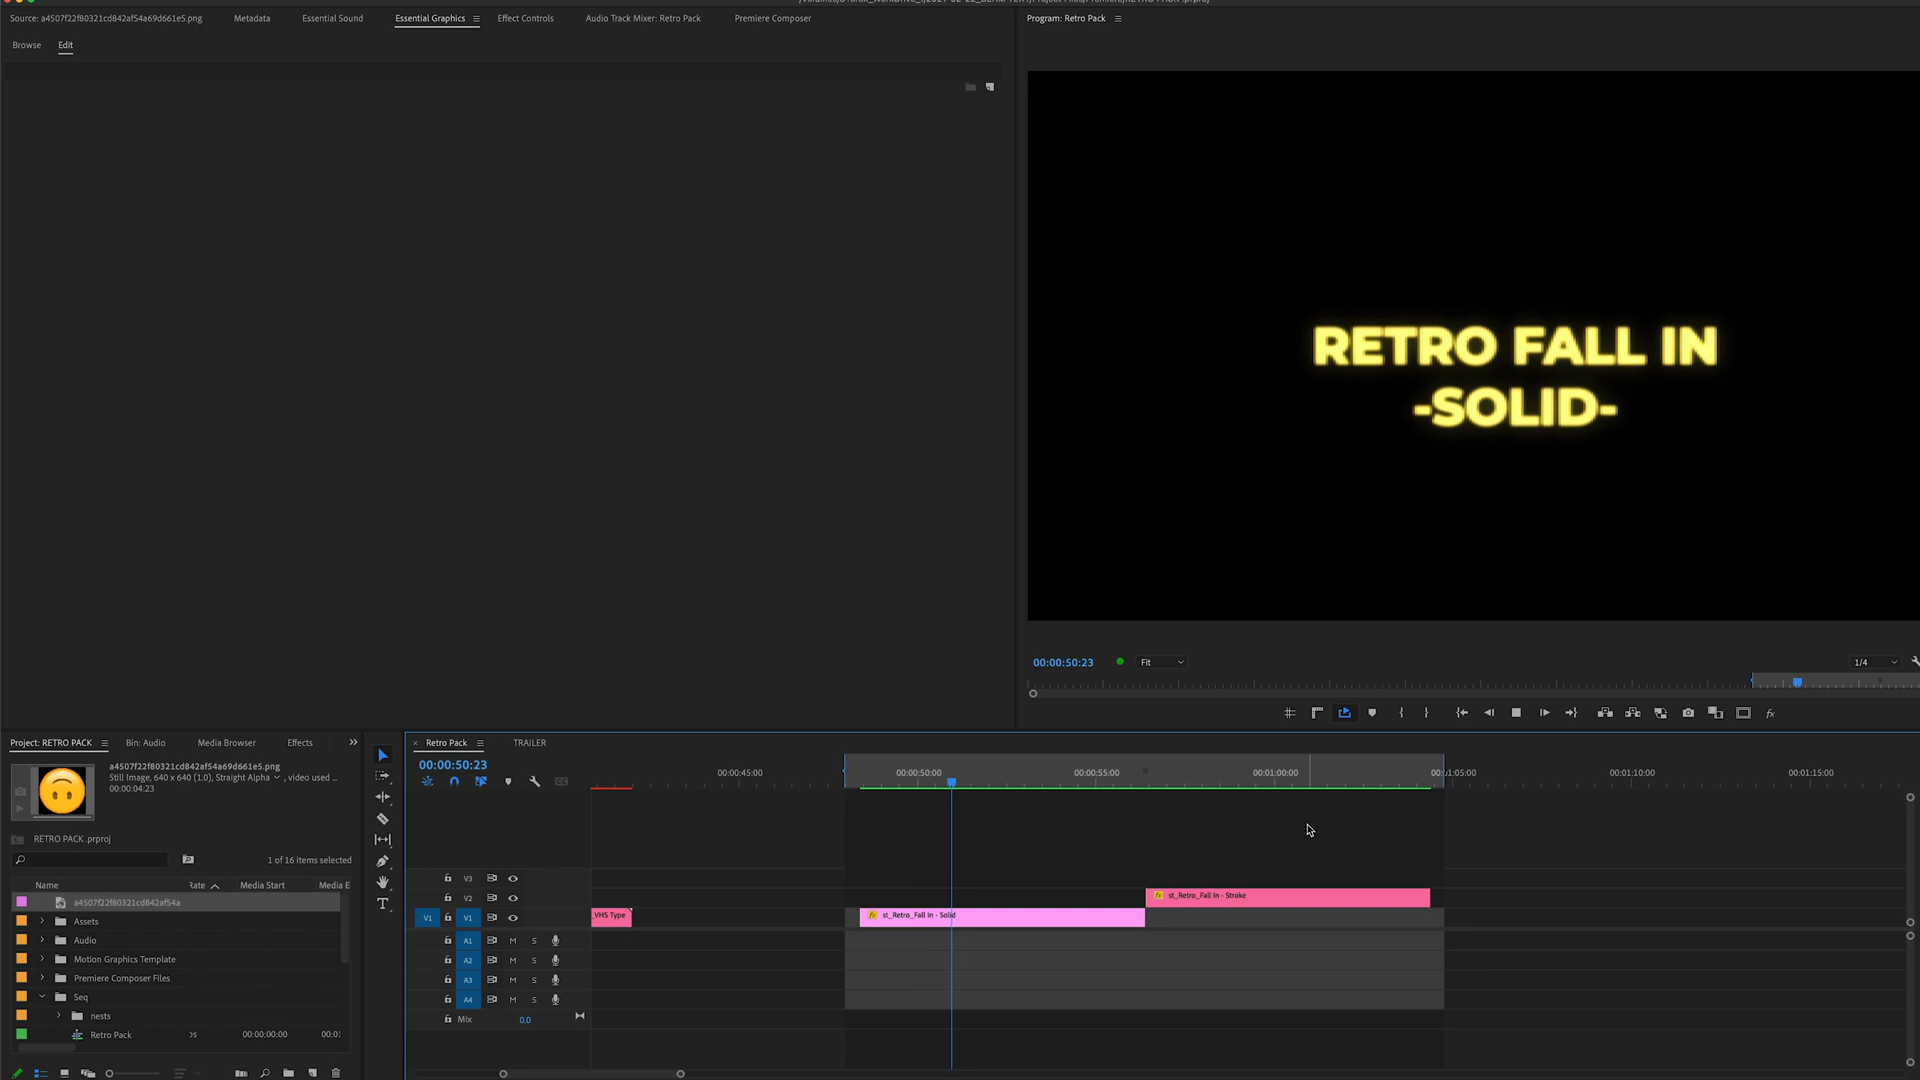 Source: a4507f22f80321cd842af54a69d661e5.png
Metadata
Essential Sound
Essential Graphics
Effect Controls
Audio Track Mixer: Retro Pack
Premiere Composer
Program: Retro Pack
Browse
Edit
RETRO FALL IN
-SOLID-
00:00:50:23
Fit
1/4
Project: RETRO PACK
Bin: Audio
Media Browser
Effects
a4507f22f80321cd842af54a69d661e5.png
Still Image, 640 x 640 (1.0), Straight Alpha , video used ...
00:00:04:23
RETRO PACK .prproj
1 of 16 items selected
Name
Rate
Media Start
Media E
a4507f22f80321cd842af54a
Assets
Audio
Motion Graphics Template
Premiere Composer Files
Seq
nests
Retro Pack
00:00:00:00
00:01
Retro Pack
TRAILER
00:00:50:23
00:00:45:00
00:00:50:00
00:00:55:00
00:01:00:00
00:01:05:00
00:01:10:00
00:01:15:00
V3
V2
st_Retro_Fall In - Stroke
V1
V1
_VHS Type
st_Retro_Fall In - Solid
A1
M
S
A2
M
S
A3
M
S
A4
M
S
Mix
0.0